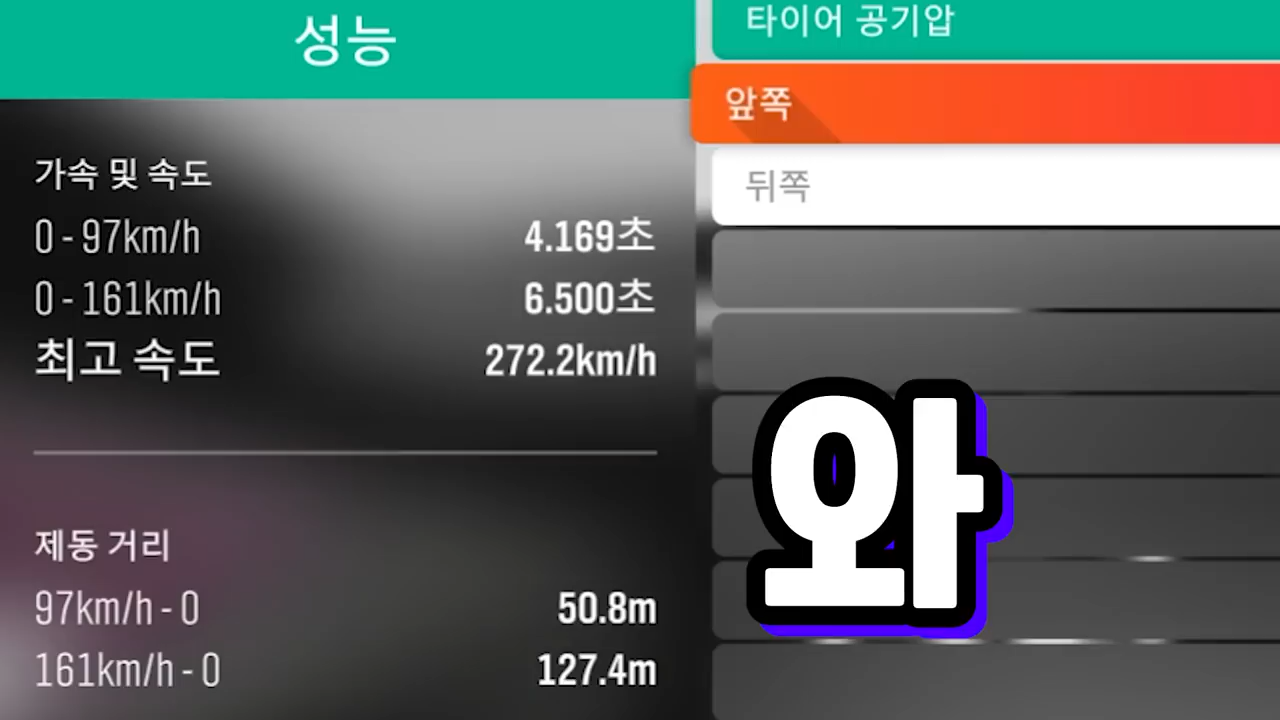 성능
가속 및 속도
0 - 97km/h 4.169초
0 - 161km/h 6.500초
최고 속도 272.2km/h
제동 거리
97km/h - 0 50.8m
161km/h - 0 127.4m
타이어 공기압
앞쪽
뒤쪽
와